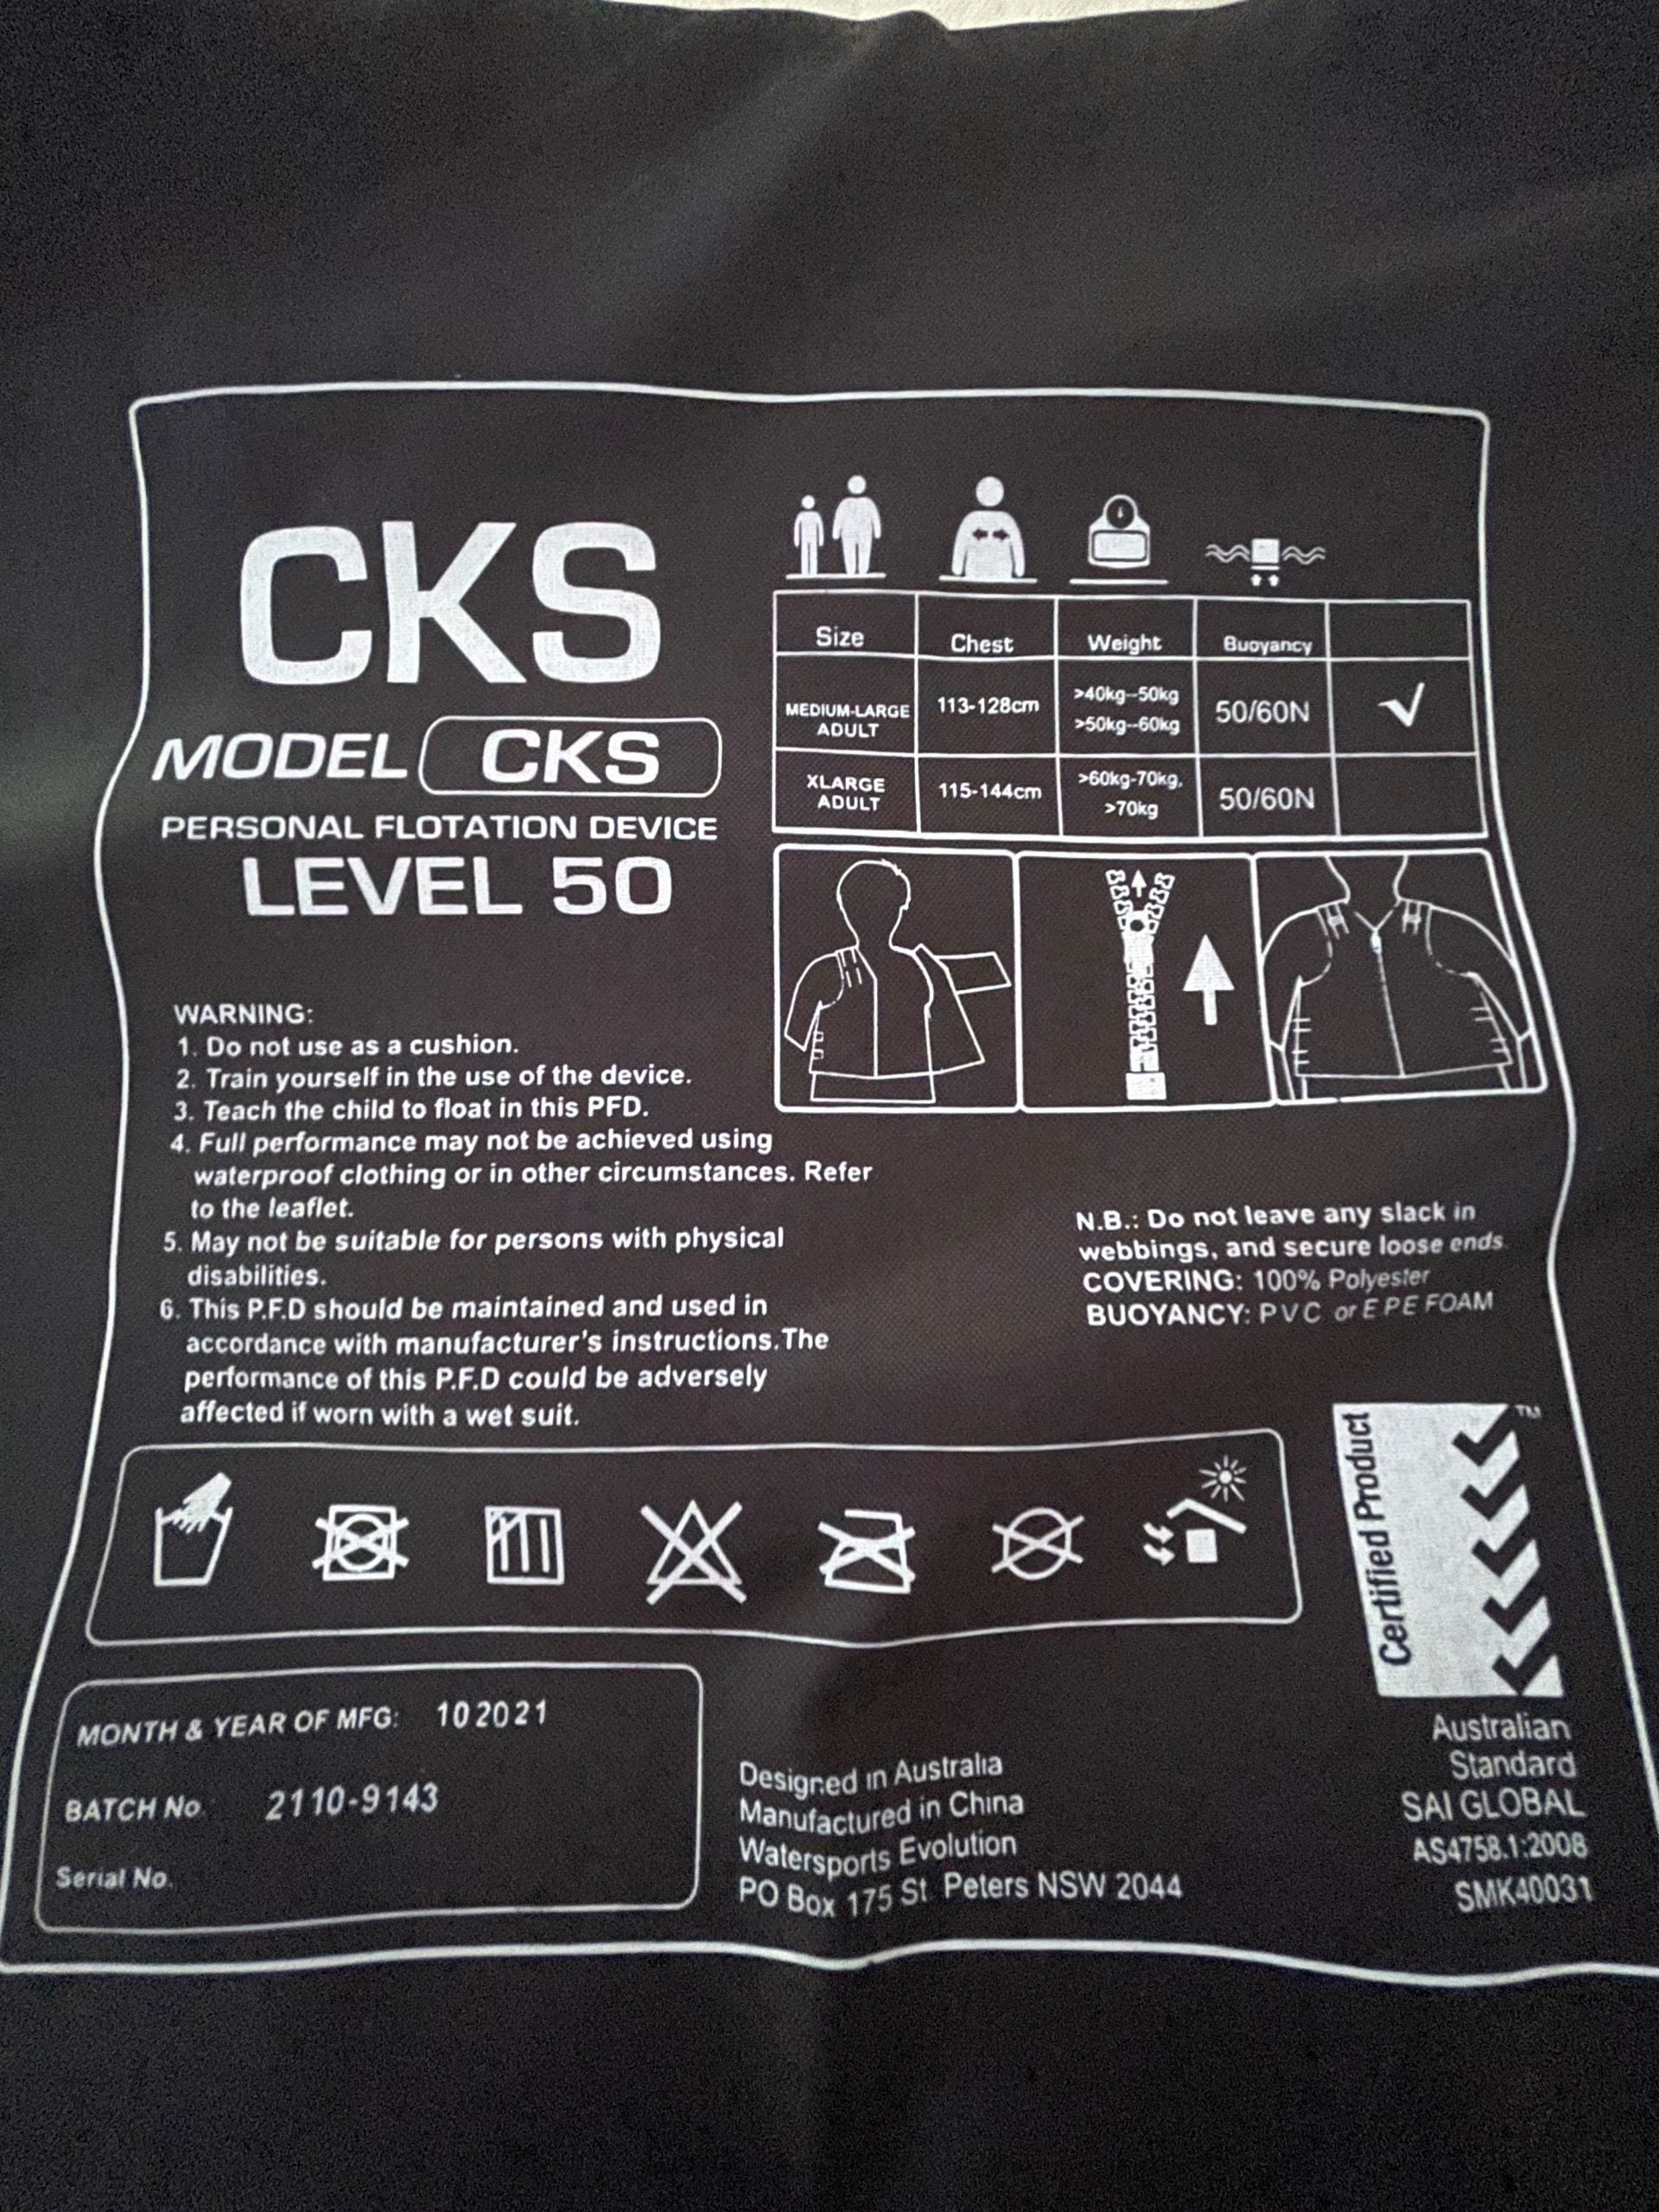 CKS
MODEL CKS
PERSONAL FLOTATION DEVICE
LEVEL 50
Size Chest Weight Buoyancy
MEDIUM-LARGE ADULT 113-128cm >40kg--50kg >50kg--60kg 50/60N ✓
XLARGE ADULT 115-144cm >60kg-70kg, >70kg 50/60N
WARNING:
1. Do not use as a cushion.
2. Train yourself in the use of the device.
3. Teach the child to float in this PFD.
4. Full performance may not be achieved using
waterproof clothing or in other circumstances. Refer
to the leaflet.
5. May not be suitable for persons with physical
disabilities.
6. This P.F.D should be maintained and used in
accordance with manufacturer's instructions.The
performance of this P.F.D could be adversely
affected if worn with a wet suit.
N.B.: Do not leave any slack in
webbings, and secure loose ends.
COVERING: 100% Polyester
BUOYANCY: PVC or EPE FOAM
Certified Product
TM
MONTH & YEAR OF MFG: 102021
BATCH No 2110-9143
Serial No.
Designed in Australia
Manufactured in China
Watersports Evolution
PO Box 175 St Peters NSW 2044
Australian
Standard
SAI GLOBAL
AS4758.1:2008
SMK40031